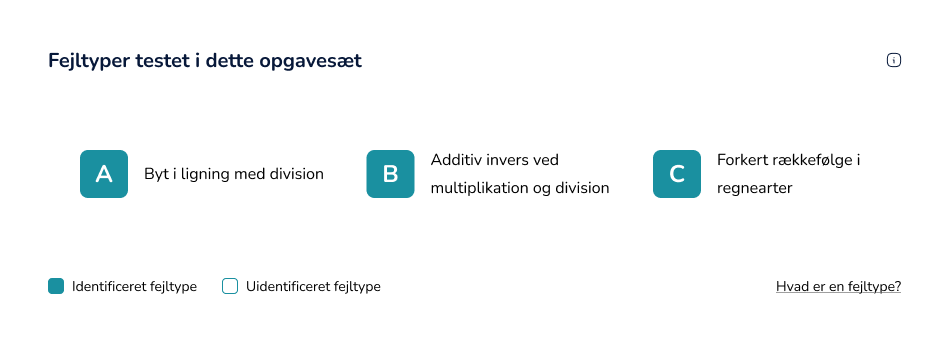 Fejltyper testet i dette opgavesæt
A
Byt i ligning med division
B
Additiv invers ved
multiplikation og division
C
Forkert rækkefølge i
regnearter
Identificeret fejltype
Uidentificeret fejltype
Hvad er en fejltype?